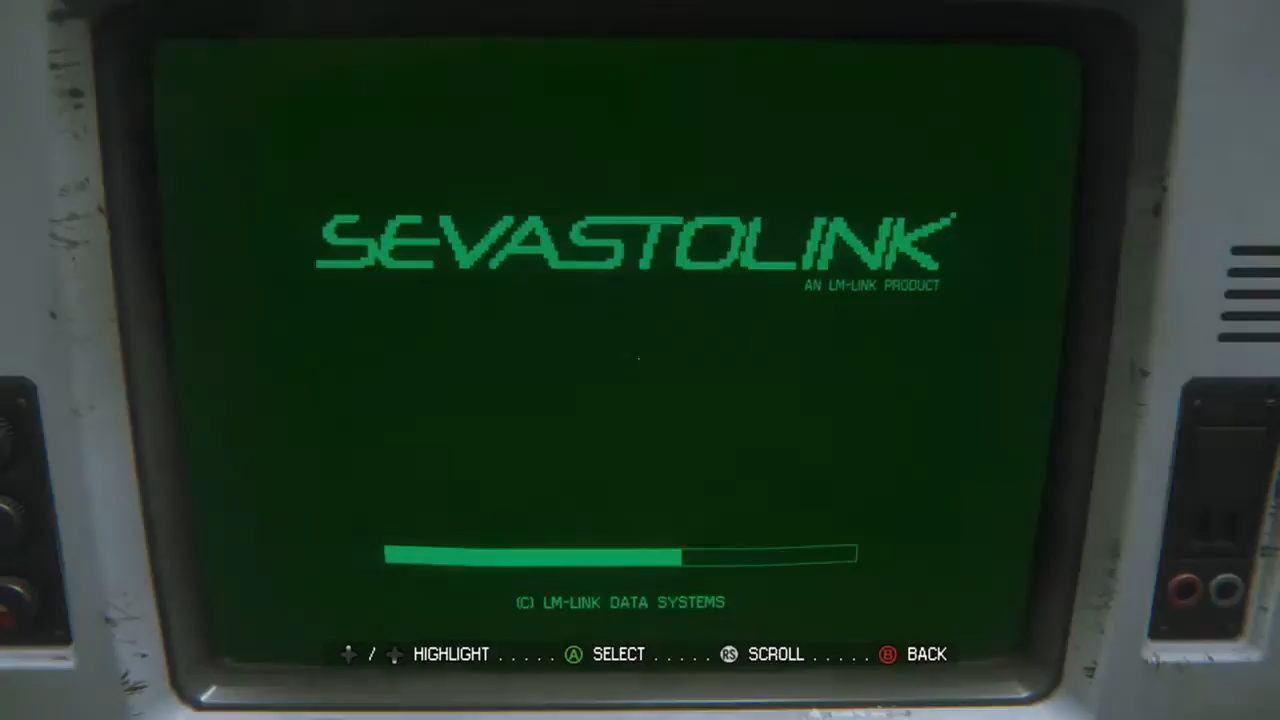 SEVASTOLINK
AN LM-LINK PRODUCT
(C) LM-LINK DATA SYSTEMS
/ HIGHLIGHT ..... A SELECT ..... RS SCROLL ..... B BACK